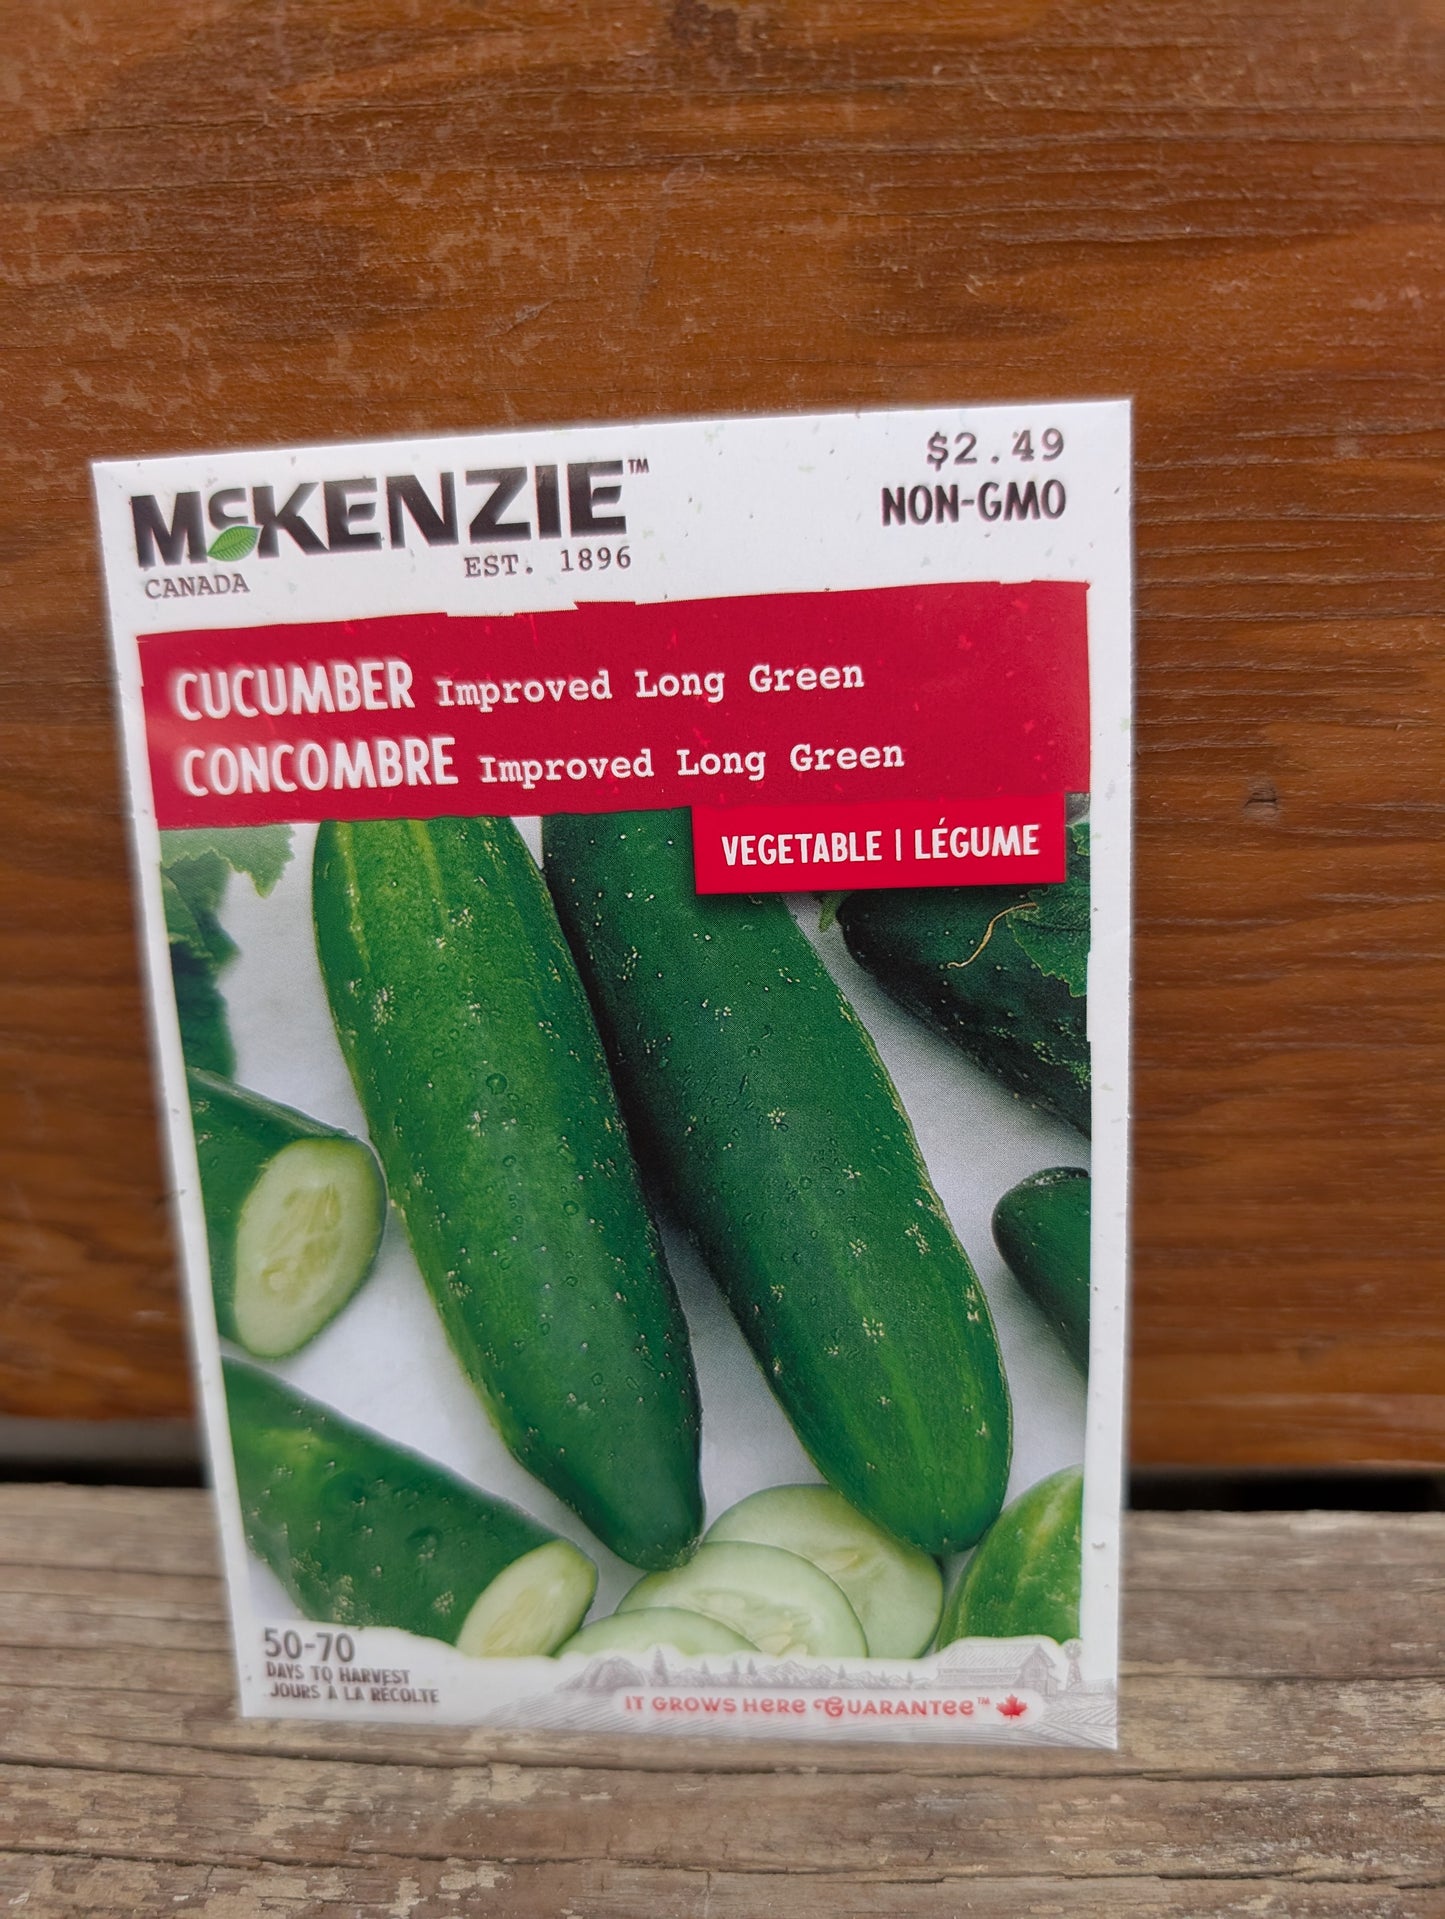 McKENZIE™
CANADA
EST. 1896
$2.49
NON-GMO
CUCUMBER Improved Long Green
CONCOMBRE Improved Long Green
VEGETABLE | LÉGUME
50-70
DAYS TO HARVEST
JOURS À LA RÉCOLTE
IT GROWS HERE GUARANTEE™